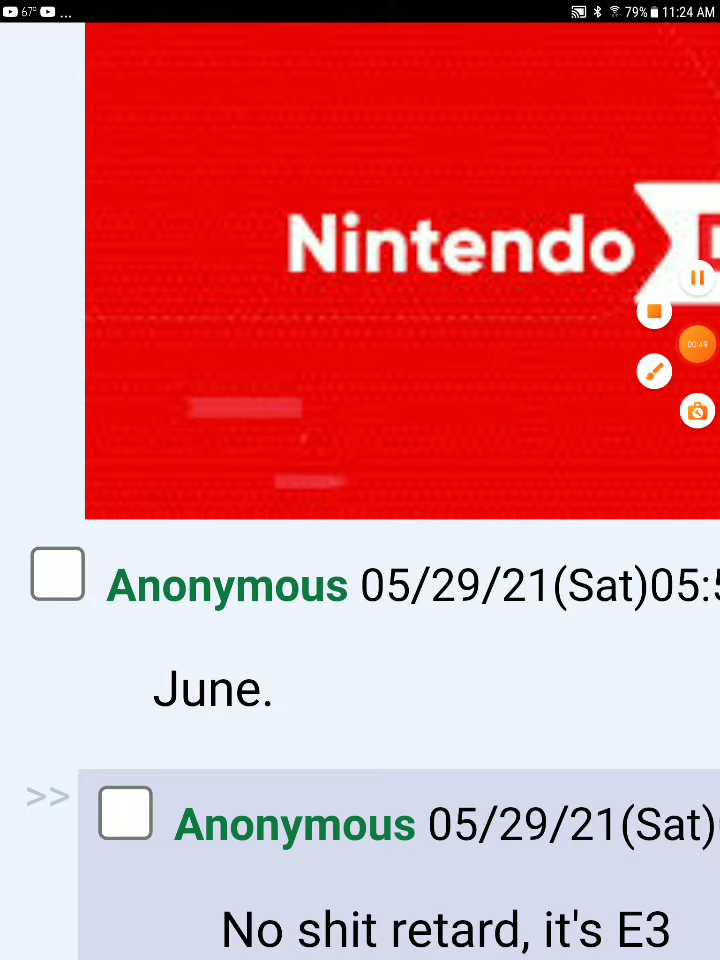 67° ...
79% 11:24 AM
Nintendo
00:49
Anonymous 05/29/21(Sat)05:
June.
>>
Anonymous 05/29/21(Sat)
No shit retard, it's E3